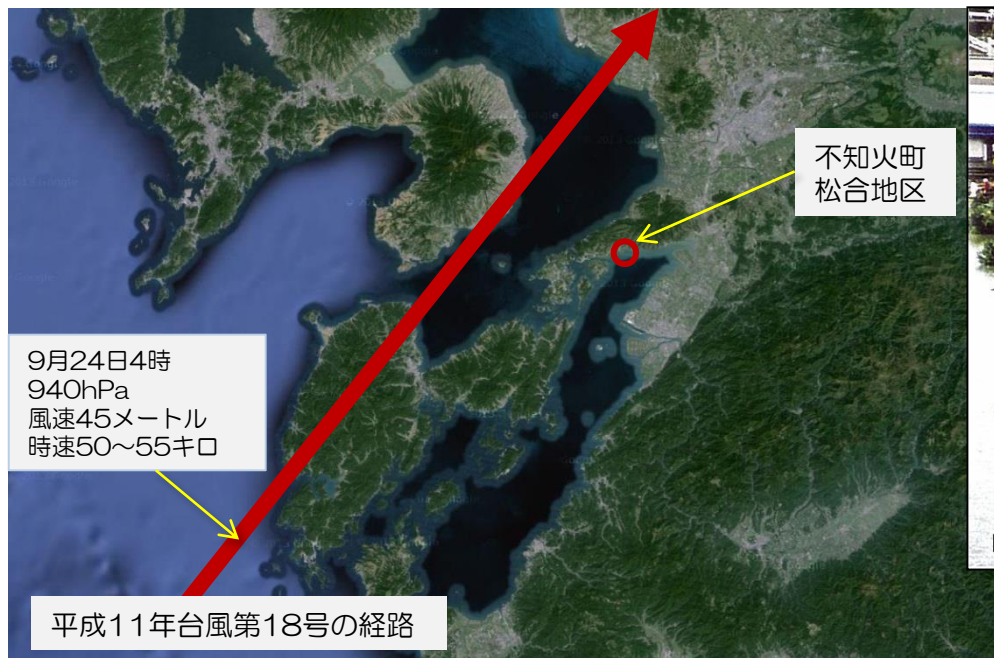 不知火町
松合地区
9月24日4時
940hPa
風速45メートル
時速50～55キロ
平成11年台風第18号の経路